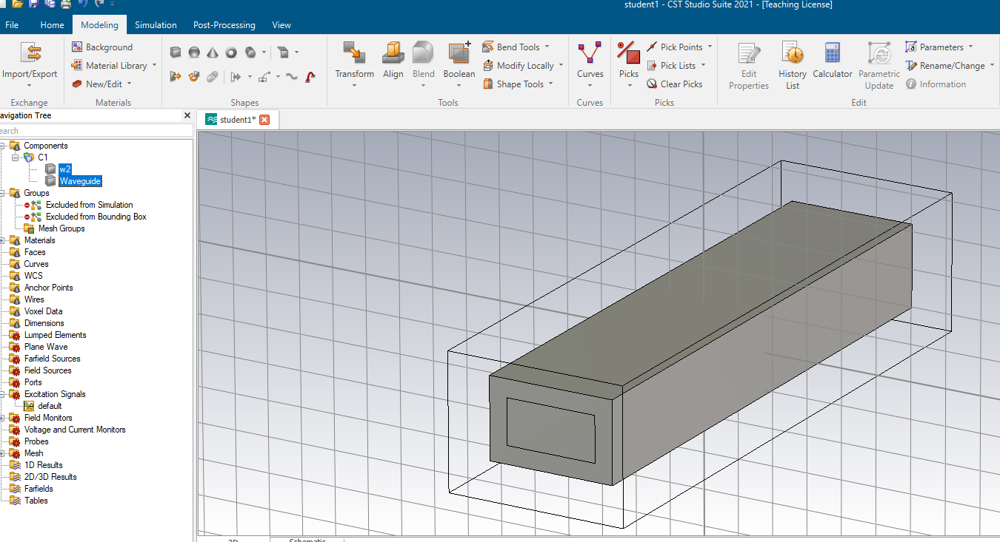 student1 - CST Studio Suite 2021 - [Teaching License]
File Home Modeling Simulation Post-Processing View
Import/Export
Exchange
Background
Material Library
New/Edit
Materials
Shapes
Transform Align Blend Boolean
Bend Tools
Modify Locally
Shape Tools
Tools
Curves
Curves
Picks
Pick Points
Pick Lists
Clear Picks
Picks
Edit Properties
History List
Calculator
Parametric Update
Parameters
Rename/Change
Information
Edit
avigation Tree
earch
student1*
Components
C1
w2
Waveguide
Groups
Excluded from Simulation
Excluded from Bounding Box
Mesh Groups
Materials
Faces
Curves
WCS
Anchor Points
Wires
Voxel Data
Dimensions
Lumped Elements
Plane Wave
Farfield Sources
Field Sources
Ports
Excitation Signals
default
Field Monitors
Voltage and Current Monitors
Probes
Mesh
1D Results
2D/3D Results
Farfields
Tables
3D Schematic